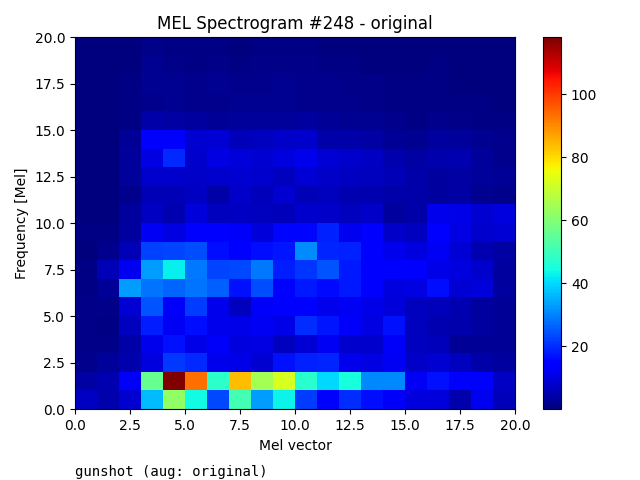 MEL Spectrogram #248 - original
20.0
17.5
15.0
12.5
10.0
7.5
5.0
2.5
0.0
Frequency [Mel]
0.0 2.5 5.0 7.5 10.0 12.5 15.0 17.5 20.0
Mel vector
100
80
60
40
20
gunshot (aug: original)